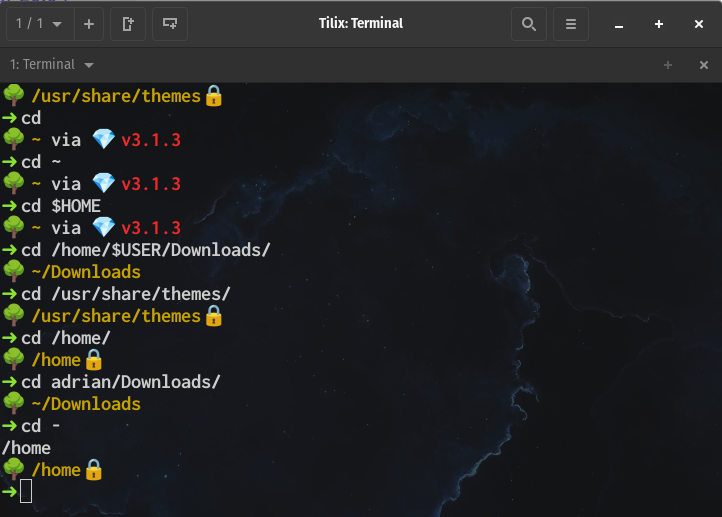 1 / 1
Tilix: Terminal
1: Terminal
/usr/share/themes🔒
➜cd
~ via 💎 v3.1.3
➜cd ~
~ via 💎 v3.1.3
➜cd $HOME
~ via 💎 v3.1.3
➜cd /home/$USER/Downloads/
~/Downloads
➜cd /usr/share/themes/
/usr/share/themes🔒
➜cd /home/
/home🔒
➜cd adrian/Downloads/
~/Downloads
➜cd -
/home
/home🔒
➜